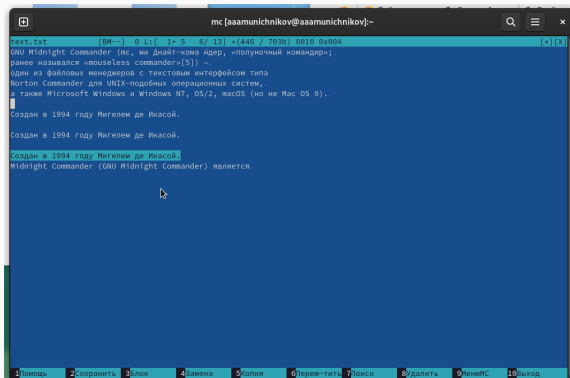 mc [aaamunichnikov@aaamunichnikov]:~
text.txt [BM--] 0 L:[ 1+ 5 6/ 13] *(446 / 703b) 0010 0x00A [*][X]
GNU Midnight Commander (mc, ми Днайт-кома ндер, «полуночный командир»;
ранее назывался «mouseless commander»[5]) —
один из файловых менеджеров с текстовым интерфейсом типа
Norton Commander для UNIX-подобных операционных систем,
а также Microsoft Windows и Windows NT, OS/2, macOS (но не Mac OS 9).
Создан в 1994 году Мигелем де Икасой.
Создан в 1994 году Мигелем де Икасой.
Создан в 1994 году Мигелем де Икасой.
Midnight Commander (GNU Midnight Commander) является
1Помощь 2Сохранить 3Блок 4Замена 5Копия 6Перем~тить 7Поиск 8Удалить 9МенюMC 10Выход